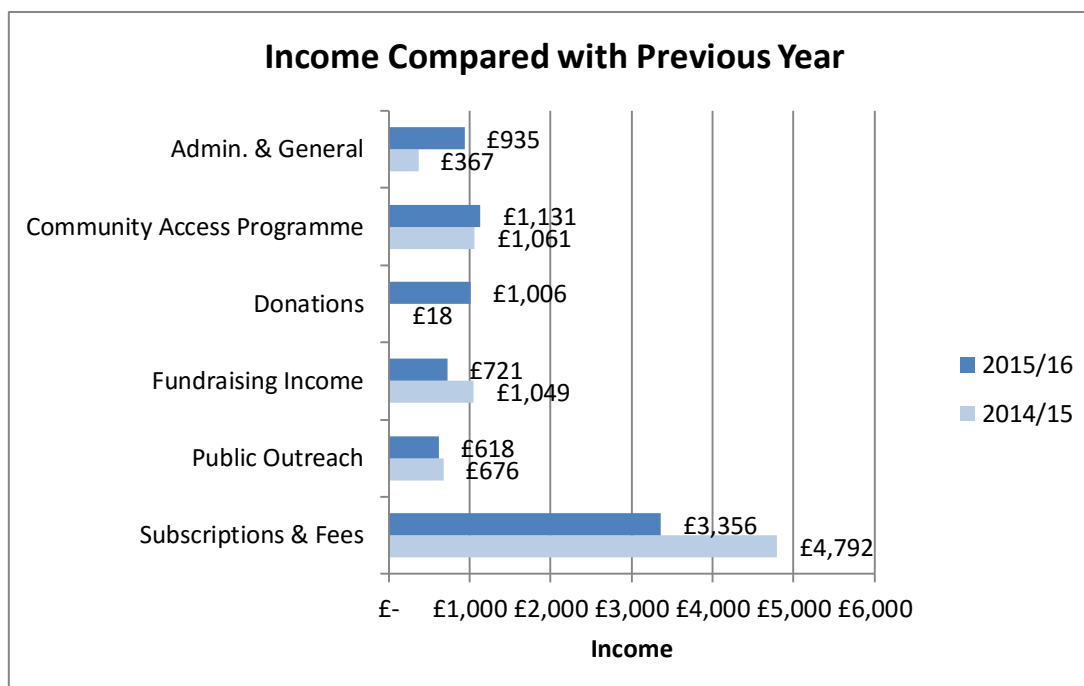 Income Compared with Previous Year
Admin. & General
£935
£367
Community Access Programme
£1,131
£1,061
Donations
£1,006
£18
Fundraising Income
£721
£1,049
Public Outreach
£618
£676
Subscriptions & Fees
£3,356
£4,792
£- £1,000 £2,000 £3,000 £4,000 £5,000 £6,000
Income
2015/16
2014/15